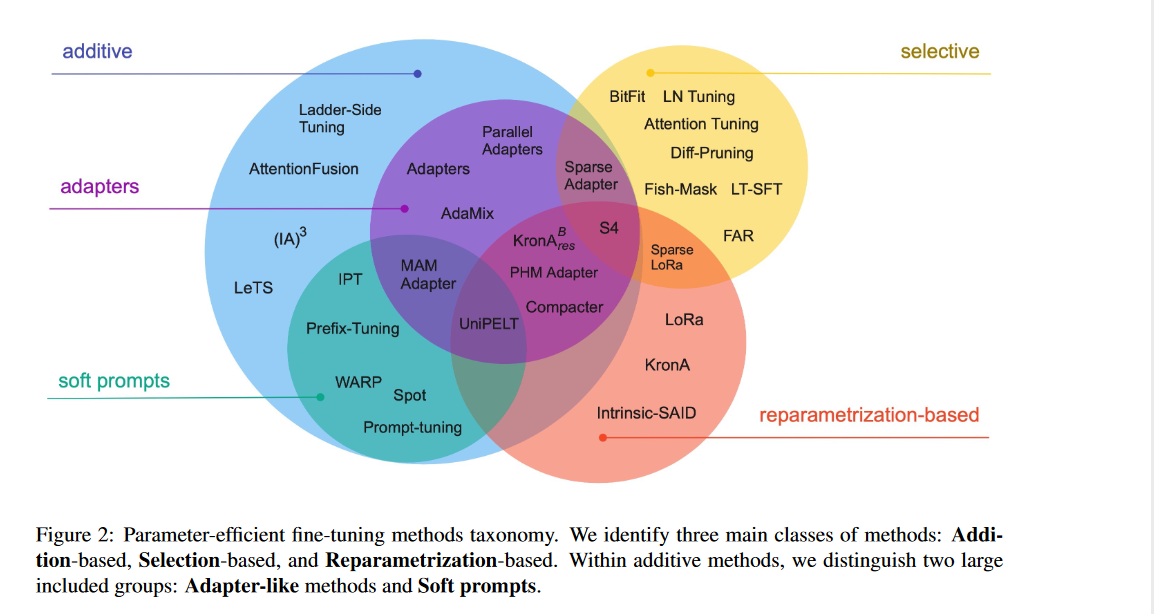 additive
selective
Ladder-Side
Tuning
BitFit LN Tuning
Attention Tuning
Parallel
Adapters
Diff-Pruning
AttentionFusion
Adapters
Sparse
Adapter
adapters
Fish-Mask LT-SFT
AdaMix
(IA)³
KronAᴮres
S4
FAR
Sparse
LoRa
MAM
Adapter
PHM Adapter
IPT
LeTS
Compacter
Prefix-Tuning
UniPELT
LoRa
KronA
soft prompts
WARP
Spot
Intrinsic-SAID
reparametrization-based
Prompt-tuning
Figure 2: Parameter-efficient fine-tuning methods taxonomy. We identify three main classes of methods: Addi-
tion-based, Selection-based, and Reparametrization-based. Within additive methods, we distinguish two large
included groups: Adapter-like methods and Soft prompts.